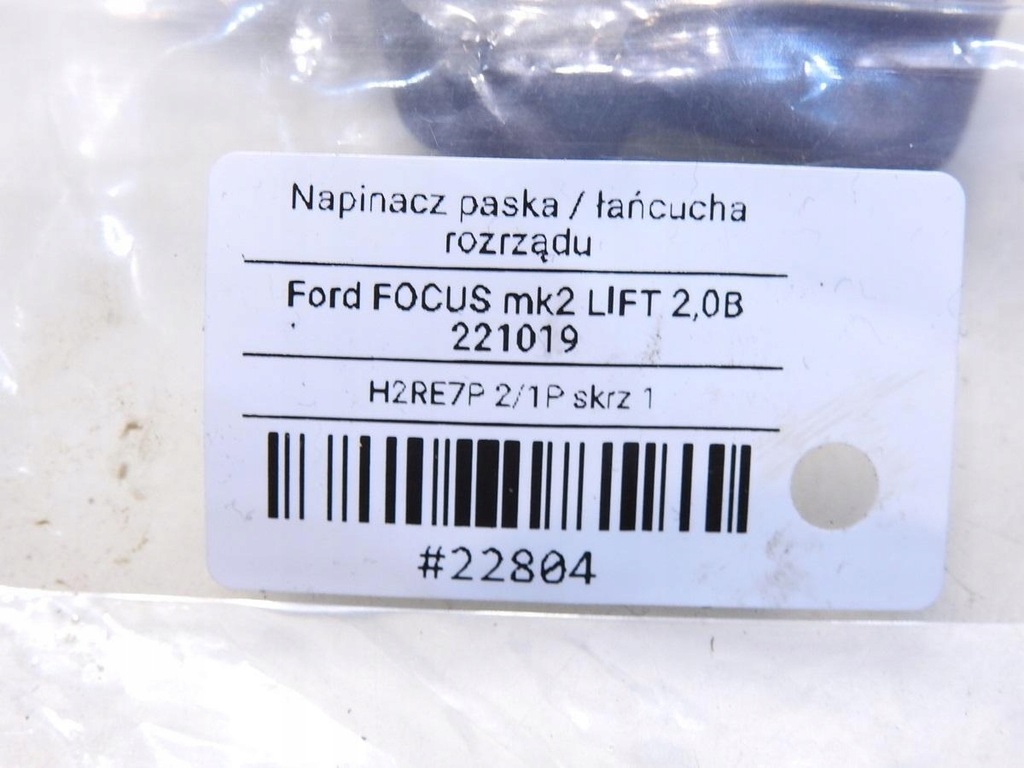 Napinacz paska / łańcucha
rozrządu
Ford FOCUS mk2 LIFT 2,0B
221019
H2RE7P 2/1P skrz 1
#22804